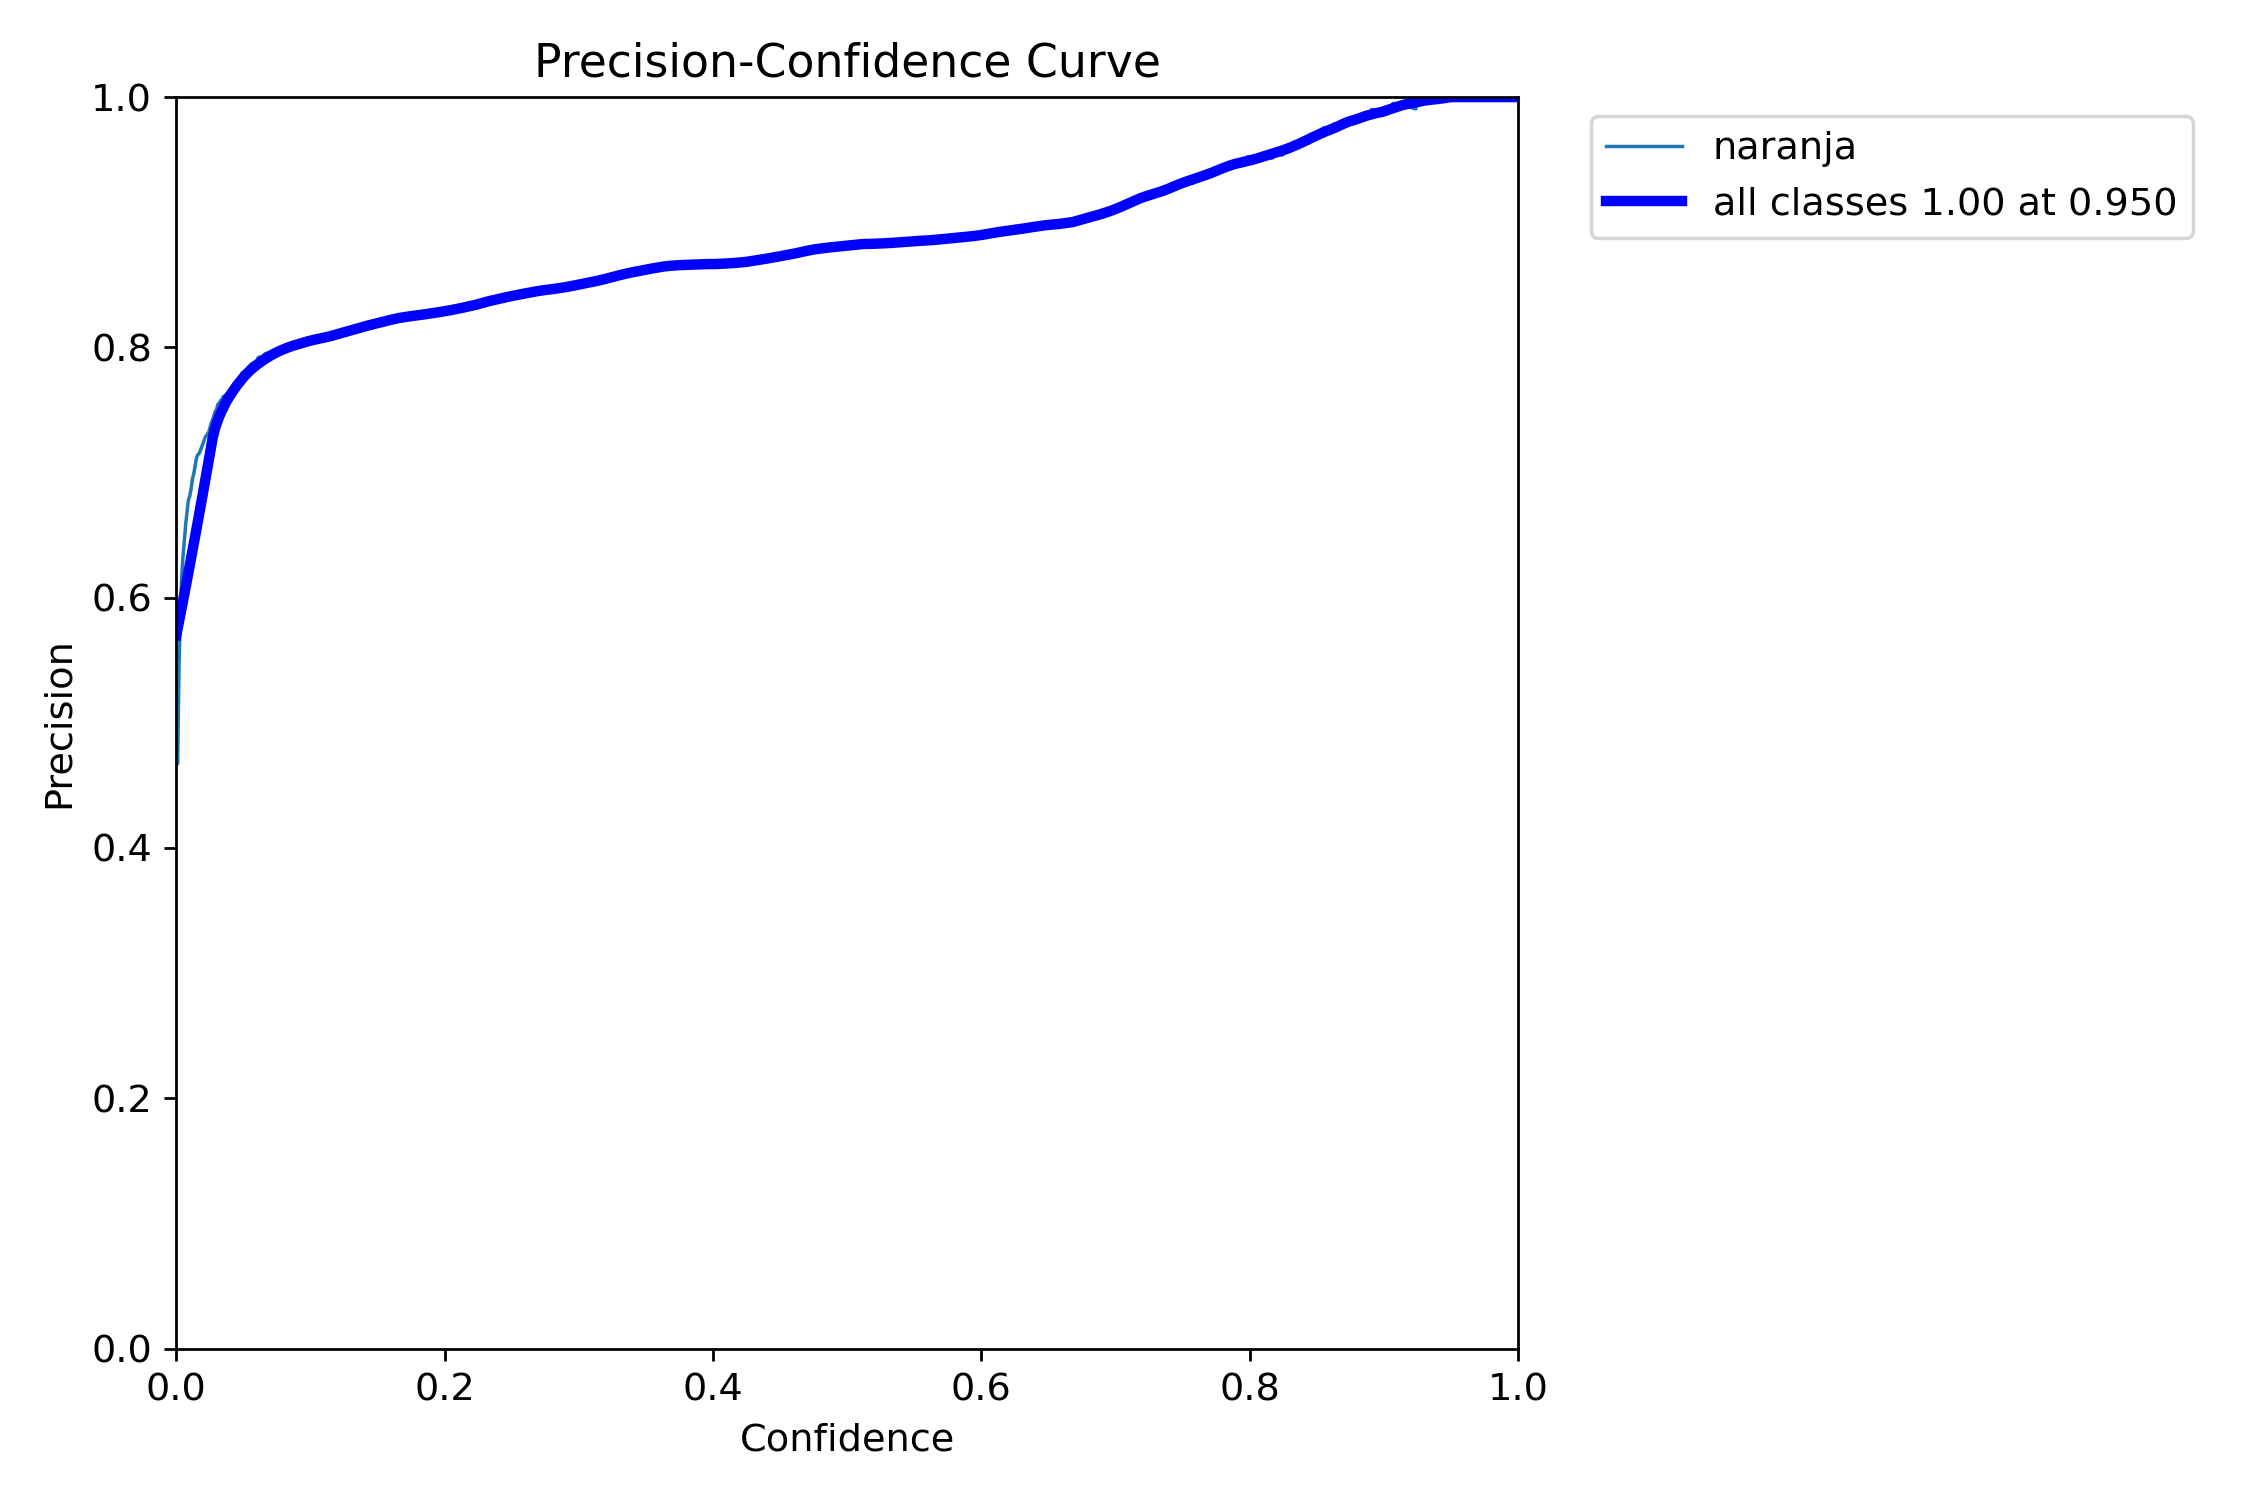 Precision-Confidence Curve
1.0
0.8
0.6
0.4
0.2
0.0
Precision
0.0 0.2 0.4 0.6 0.8 1.0
Confidence
naranja
all classes 1.00 at 0.950